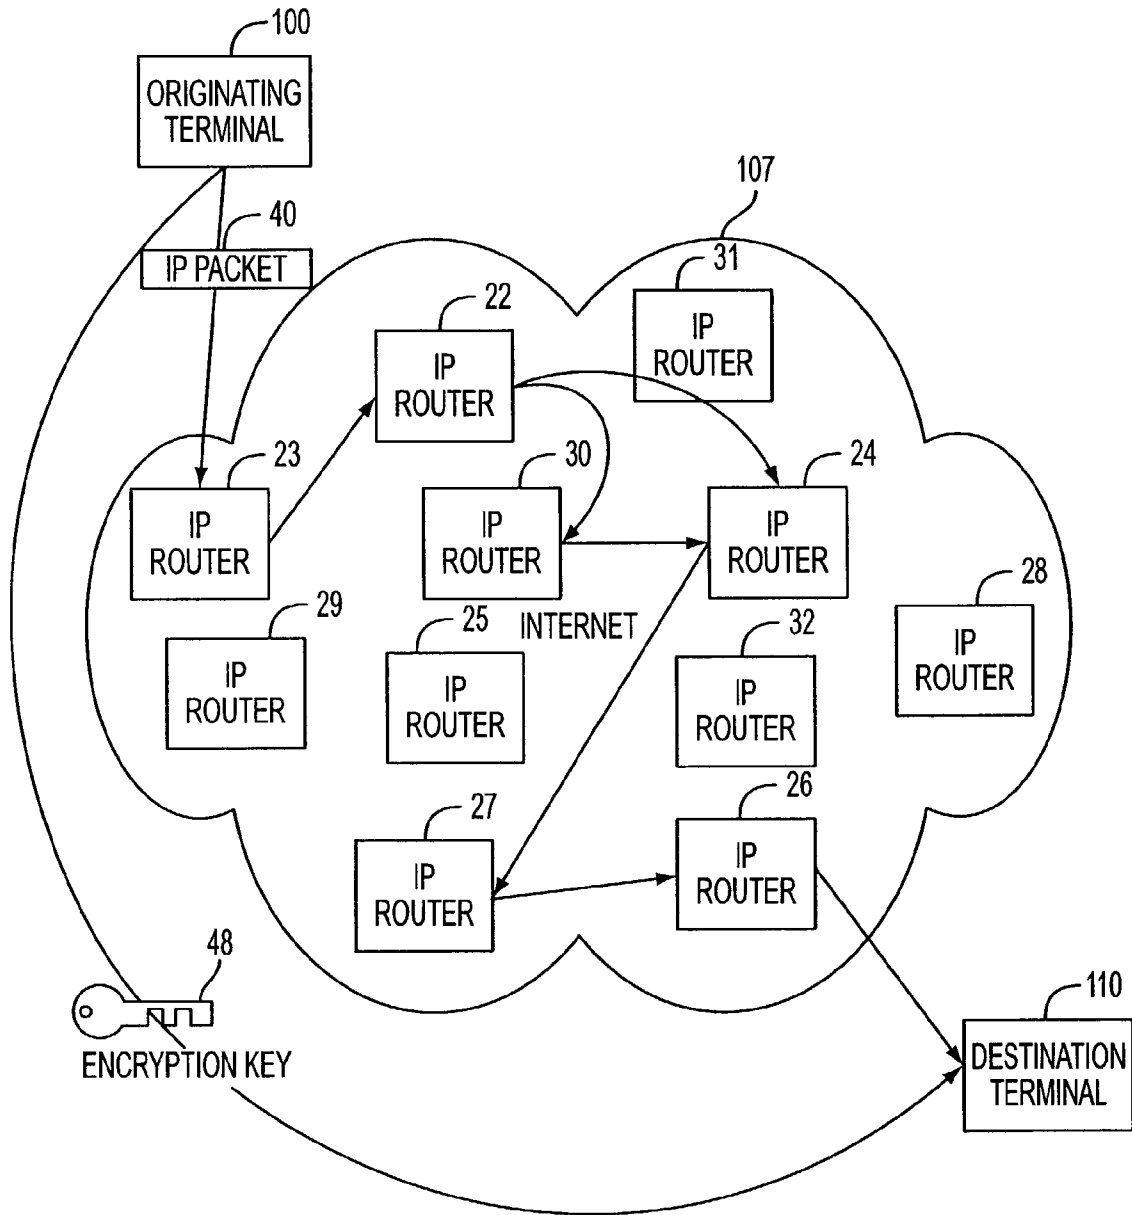 100
ORIGINATING
TERMINAL
40
IP PACKET
107
31
IP
ROUTER
22
IP
ROUTER
23
IP
ROUTER
30
IP
ROUTER
24
IP
ROUTER
29
IP
ROUTER
25
IP
ROUTER
INTERNET
32
IP
ROUTER
28
IP
ROUTER
27
IP
ROUTER
26
IP
ROUTER
48
ENCRYPTION KEY
110
DESTINATION
TERMINAL